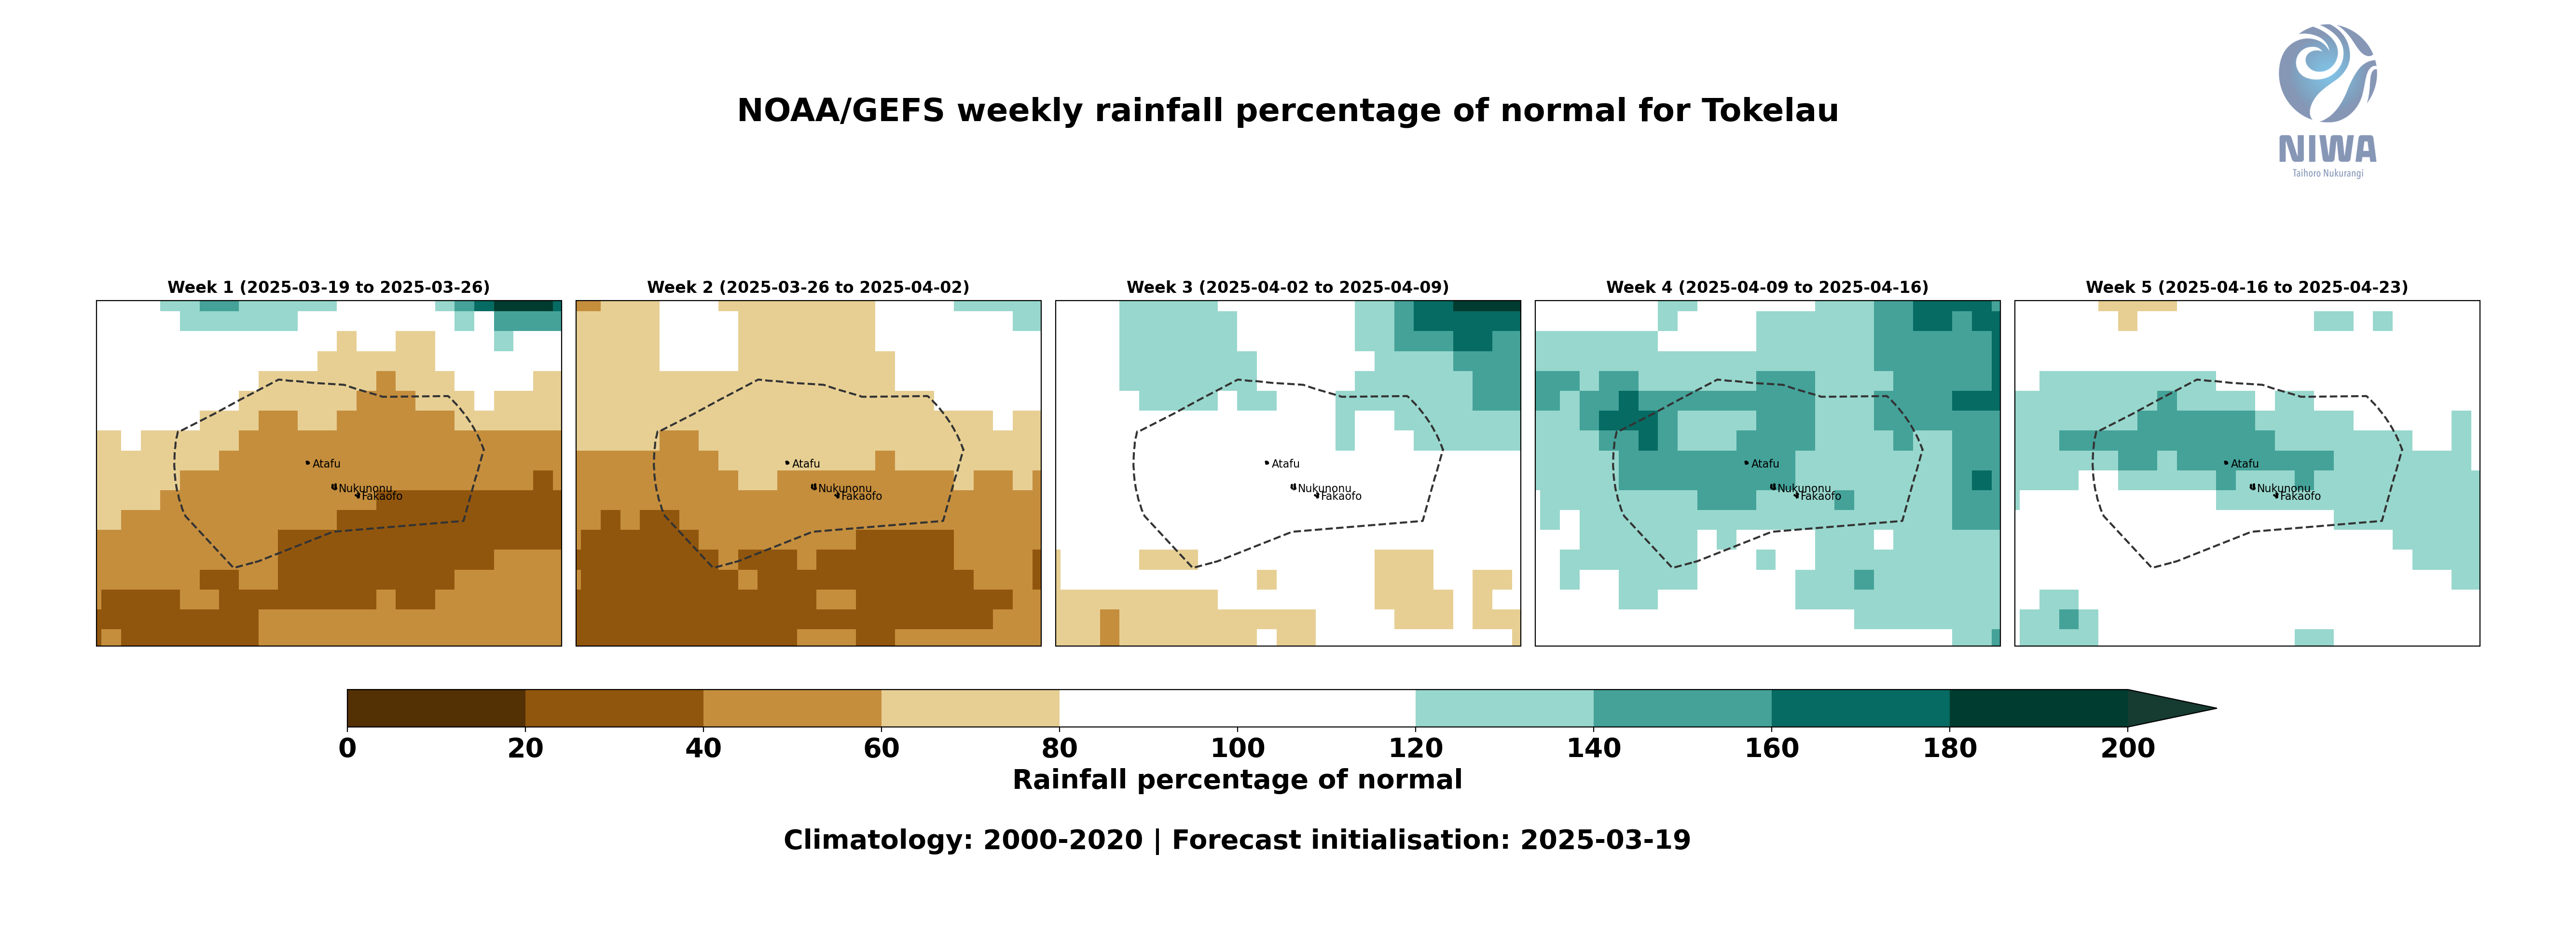 NOAA/GEFS weekly rainfall percentage of normal for Tokelau
NIWA
Taihoro Nukurangi
Week 1 (2025-03-19 to 2025-03-26)
Week 2 (2025-03-26 to 2025-04-02)
Week 3 (2025-04-02 to 2025-04-09)
Week 4 (2025-04-09 to 2025-04-16)
Week 5 (2025-04-16 to 2025-04-23)
Atafu
Nukunonu
Fakaofo
Atafu
Nukunonu
Fakaofo
Atafu
Nukunonu
Fakaofo
Atafu
Nukunonu
Fakaofo
Atafu
Nukunonu
Fakaofo
0 20 40 60 80 100 120 140 160 180 200
Rainfall percentage of normal
Climatology: 2000-2020 | Forecast initialisation: 2025-03-19